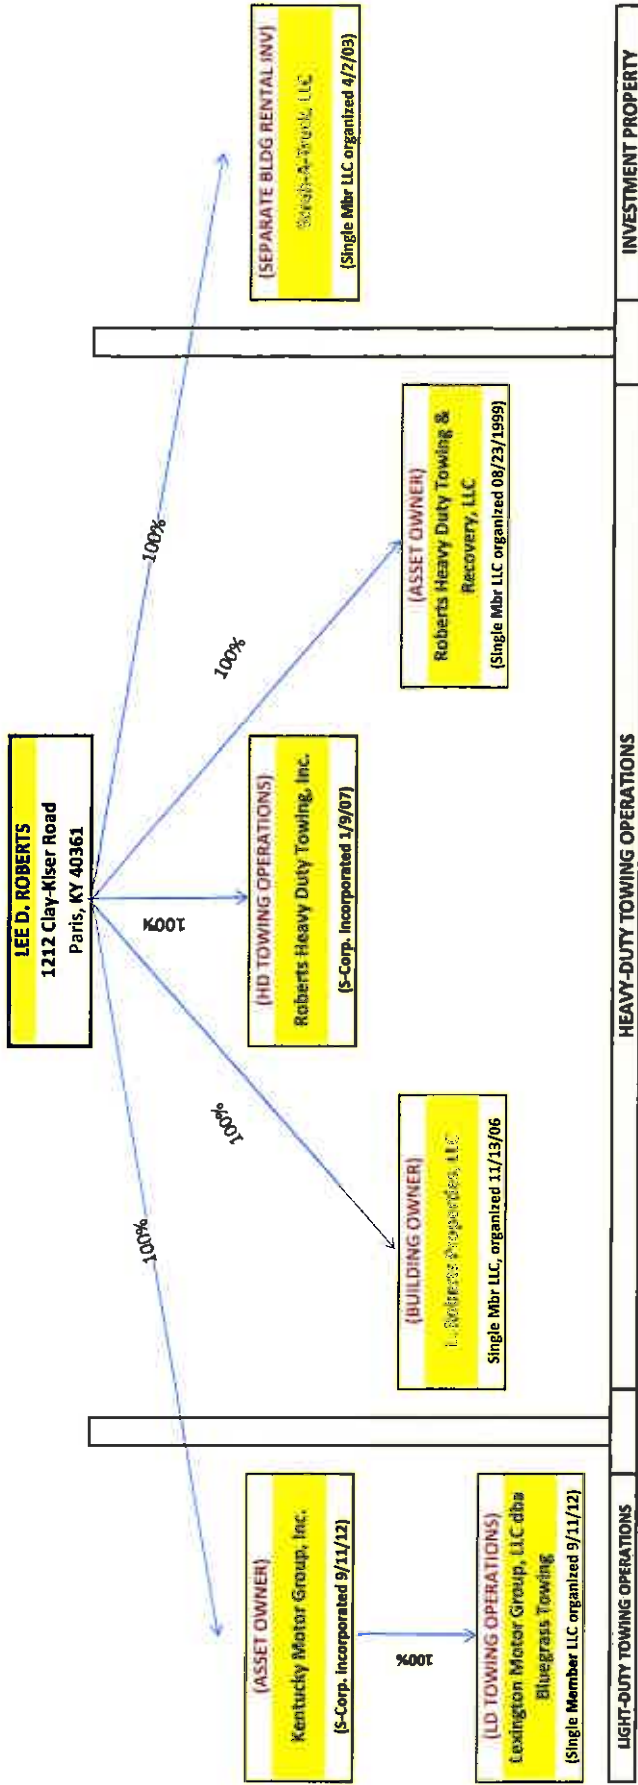 LEE D. ROBERTS
1212 Clay-Kiser Road
Paris, KY 40361
100%
100%
100%
100%
100%
(ASSET OWNER)
Kentucky Motor Group, Inc.
(S-Corp. incorporated 9/11/12)
100%
(LD TOWING OPERATIONS)
Lexington Motor Group, LLC dba
Bluegrass Towing
(Single Member LLC organized 9/11/12)
(BUILDING OWNER)
L. Roberts Properties, LLC
Single Mbr LLC, organized 11/13/06
(HD TOWING OPERATIONS)
Roberts Heavy Duty Towing, Inc.
(S-Corp. Incorporated 1/9/07)
(ASSET OWNER)
Roberts Heavy Duty Towing &
Recovery, LLC
(Single Mbr LLC organized 08/23/1999)
(SEPARATE BLDG RENTAL INV)
LLC
(Single Mbr LLC organized 4/2/03)
LIGHT-DUTY TOWING OPERATIONS
HEAVY-DUTY TOWING OPERATIONS
INVESTMENT PROPERTY